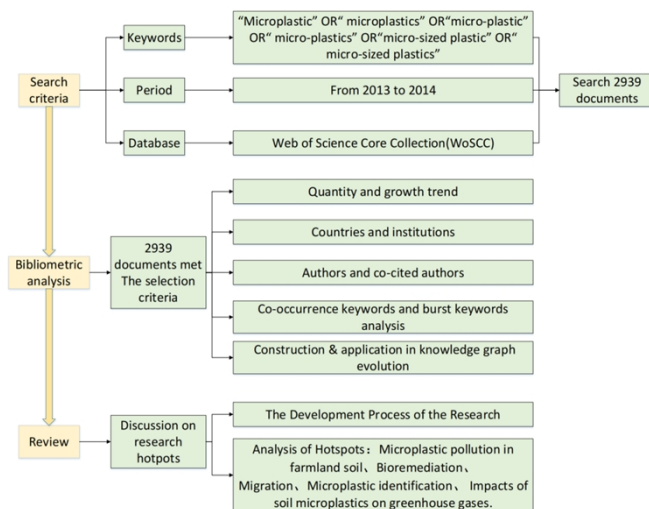 Keywords
“Microplastic” OR“ microplastics” OR“micro-plastic”
OR“ micro-plastics” OR“micro-sized plastic” OR“
micro-sized plastics”
Search
criteria
Period
From 2013 to 2014
Search 2939
documents
Database
Web of Science Core Collection(WoSCC)
Bibliometric
analysis
2939
documents met
The selection
criteria
Quantity and growth trend
Countries and institutions
Authors and co-cited authors
Co-occurrence keywords and burst keywords
analysis
Construction & application in knowledge graph
evolution
Review
Discussion on
research
hotpots
The Development Process of the Research
Analysis of Hotspots：Microplastic pollution in
farmland soil、Bioremediation、
Migration、Microplastic identification、 Impacts of
soil microplastics on greenhouse gases.